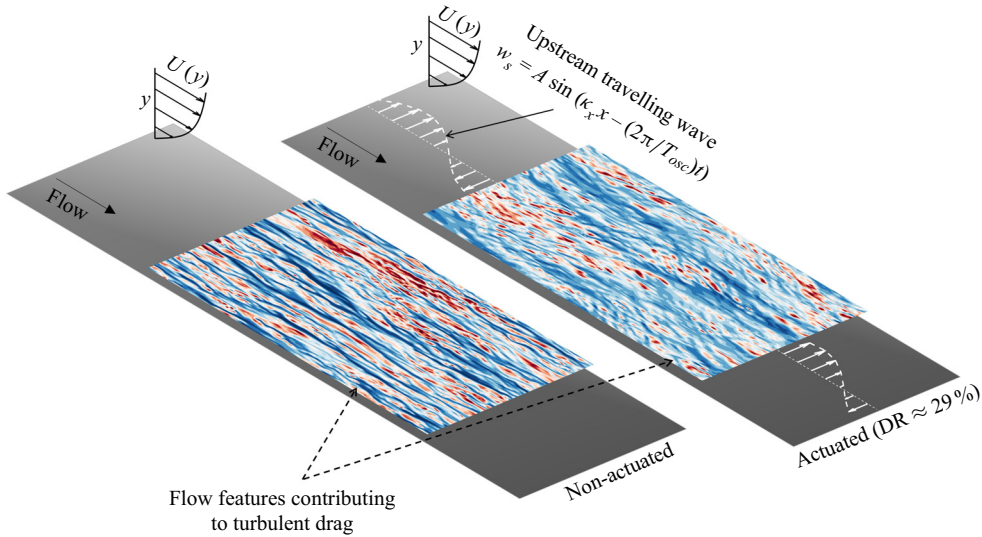 U (y)
y
Flow
U (y)
y
Flow
Upstream travelling wave
w_s = A sin (κ_x x − (2π/T_osc)t)
Flow features contributing
to turbulent drag
Non-actuated
Actuated (DR ≈ 29 %)